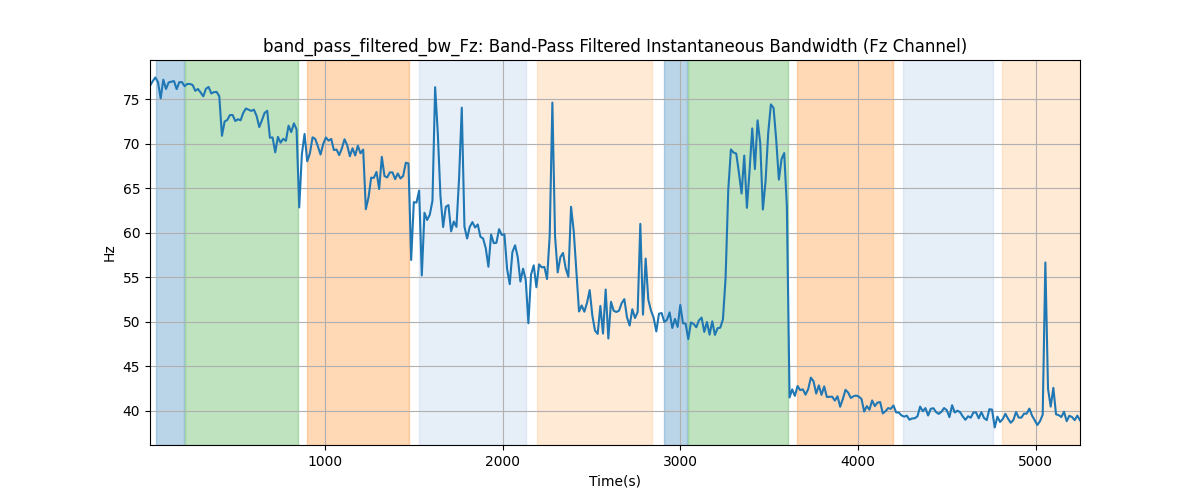 band_pass_filtered_bw_Fz: Band-Pass Filtered Instantaneous Bandwidth (Fz Channel)
75
70
65
60
55
50
45
40
Hz
1000 2000 3000 4000 5000
Time(s)